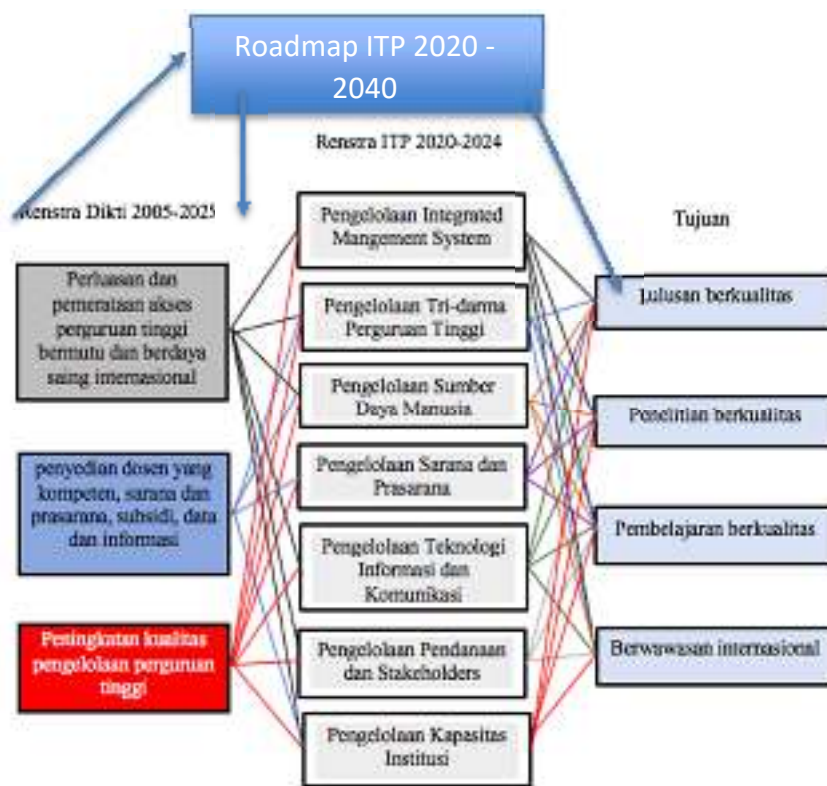 Roadmap ITP 2020 -
2040
Renstra ITP 2020-2024
Renstra Dikti 2005-2025
Tujuan
Perluasan dan
pemerataan akses
perguruan tinggi
bermutu dan berdaya
saing internasional
penyedian dosen yang
kompeten, sarana dan
prasarana, subsidi, data
dan informasi
Peningkatan kualitas
pengelolaan perguruan
tinggi
Pengelolaan Integrated
Mangement System
Pengelolaan Tri-darma
Perguruan Tinggi
Pengelolaan Sumber
Daya Manusia
Pengelolaan Sarana dan
Prasarana
Pengelolaan Teknologi
Informasi dan
Komunikasi
Pengelolaan Pendanaan
dan Stakeholders
Pengelolaan Kapasitas
Institusi
Lulusan berkualitas
Penelitian berkualitas
Pembelajaran berkualitas
Berwawasan internasional